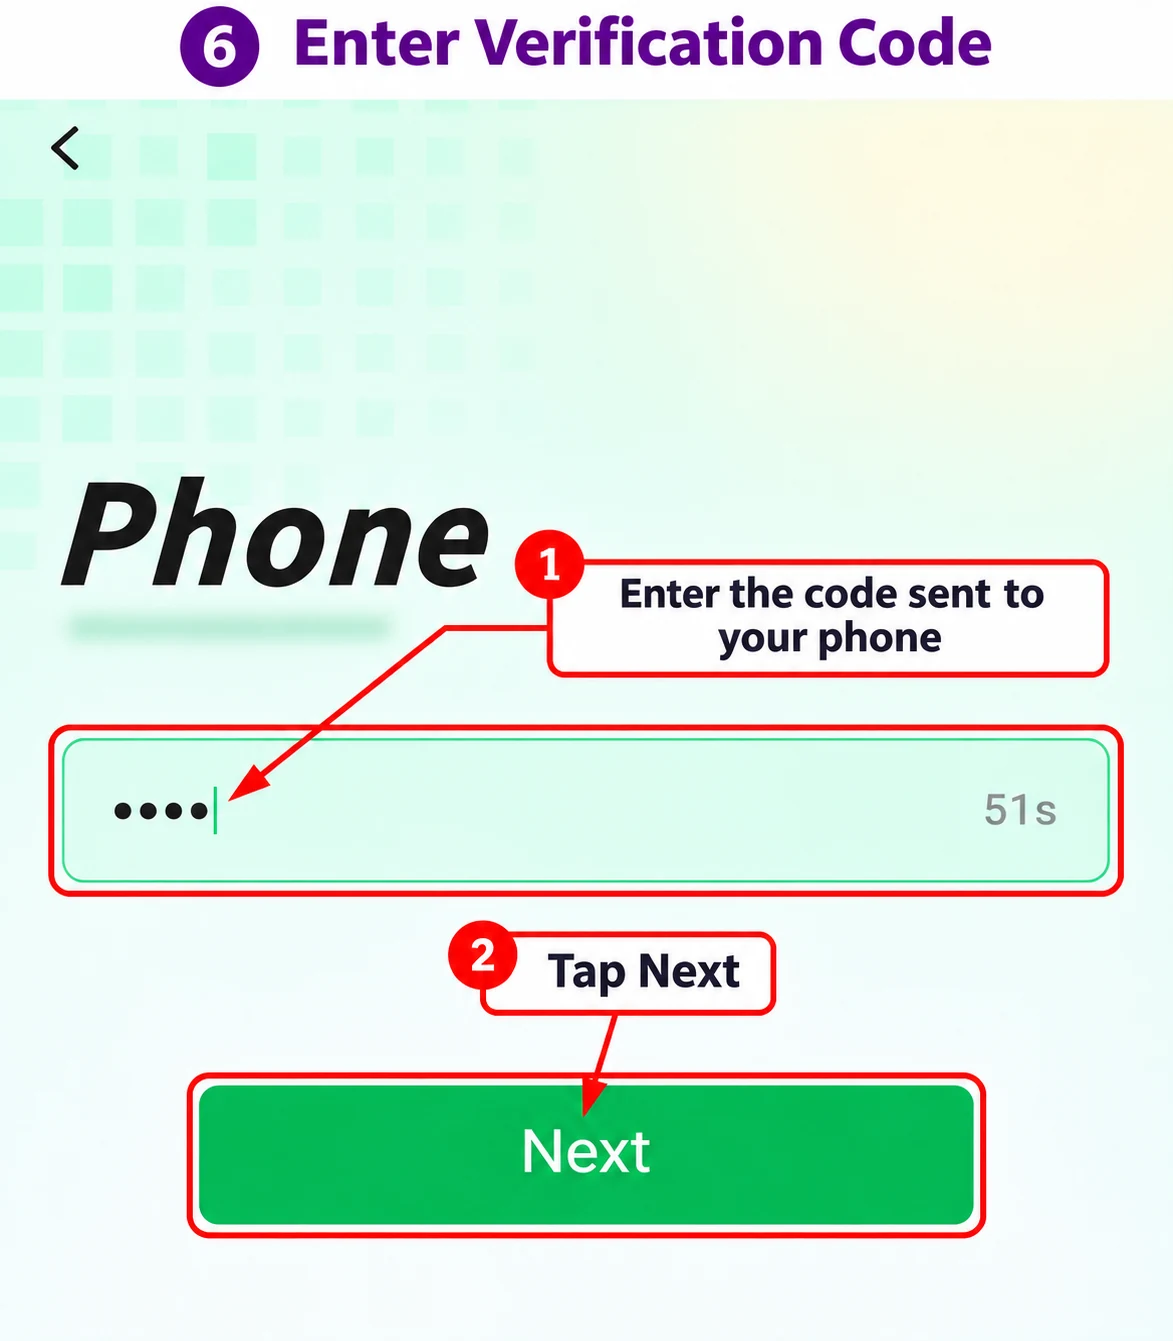 6 Enter Verification Code
Phone
1
Enter the code sent to
your phone
•••• 51s
2 Tap Next
Next